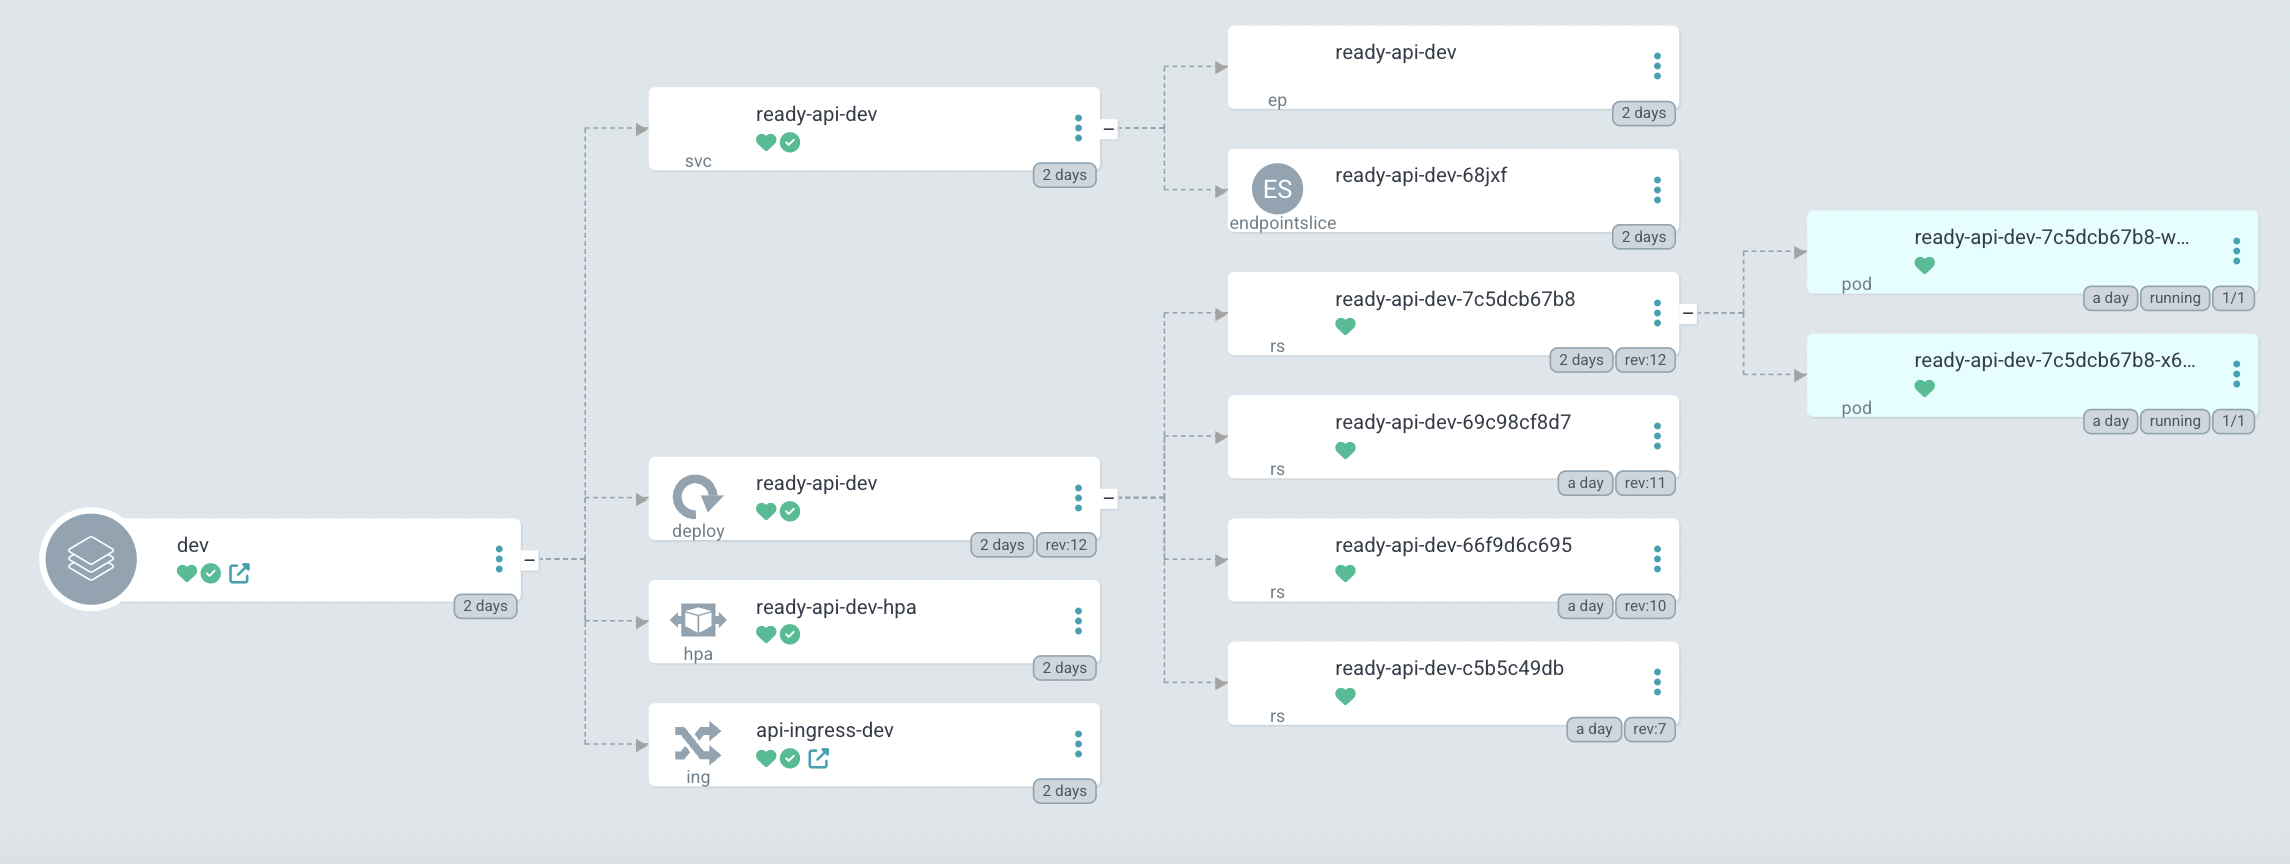 dev
2 days
ready-api-dev
svc
2 days
ready-api-dev
deploy
2 days
rev:12
ready-api-dev-hpa
hpa
2 days
api-ingress-dev
ing
2 days
ready-api-dev
ep
2 days
ES
ready-api-dev-68jxf
endpointslice
2 days
ready-api-dev-7c5dcb67b8
rs
2 days
rev:12
ready-api-dev-69c98cf8d7
rs
a day
rev:11
ready-api-dev-66f9d6c695
rs
a day
rev:10
ready-api-dev-c5b5c49db
rs
a day
rev:7
ready-api-dev-7c5dcb67b8-w...
pod
a day
running
1/1
ready-api-dev-7c5dcb67b8-x6...
pod
a day
running
1/1